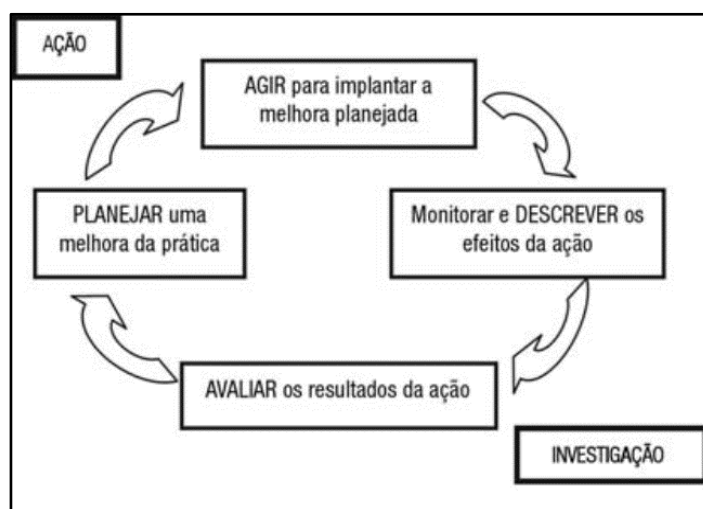 AÇÃO
AGIR para implantar a
melhora planejada
PLANEJAR uma
melhora da prática
Monitorar e DESCREVER os
efeitos da ação
AVALIAR os resultados da ação
INVESTIGAÇÃO